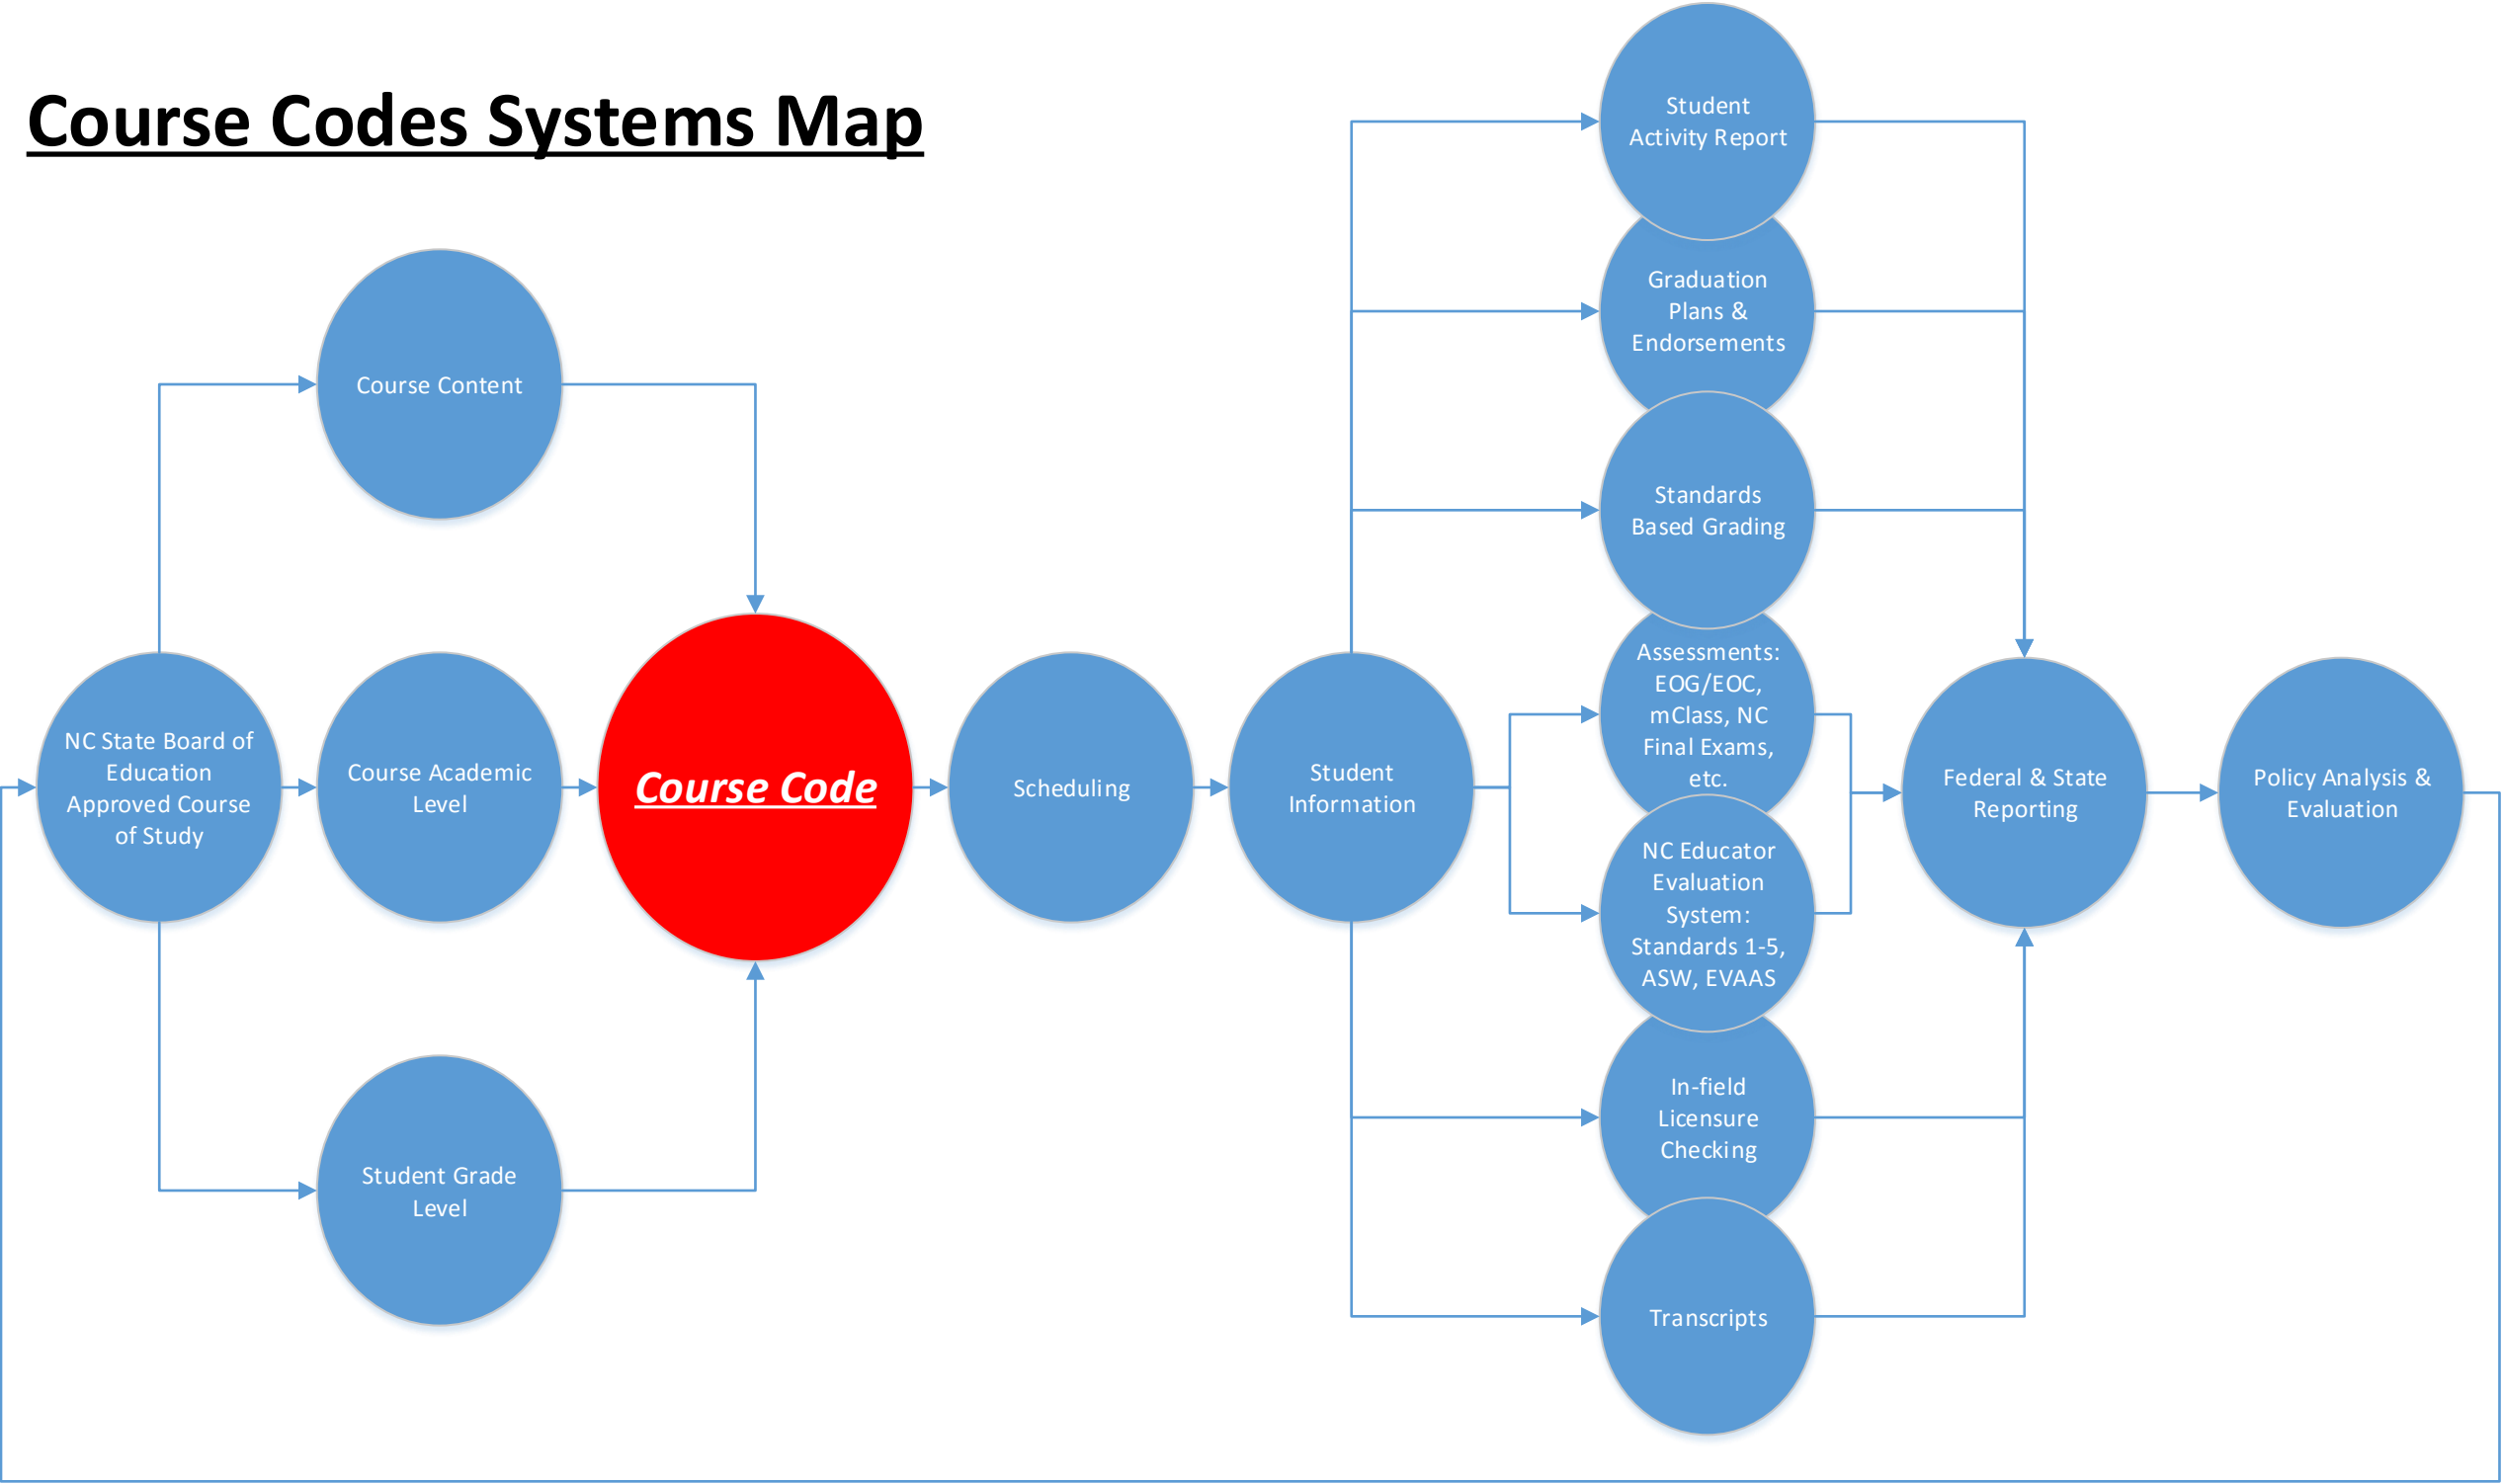 Course Codes Systems Map
Student
Activity Report
Graduation
Plans &
Endorsements
Course Content
Standards
Based Grading
Assessments:
EOG/EOC,
mClass, NC
Final Exams,
etc.
NC State Board of
Education
Approved Course
of Study
Course Academic
Level
Course Code
Scheduling
Student
Information
Federal & State
Reporting
Policy Analysis &
Evaluation
NC Educator
Evaluation
System:
Standards 1-5,
ASW, EVAAS
In-field
Licensure
Checking
Student Grade
Level
Transcripts